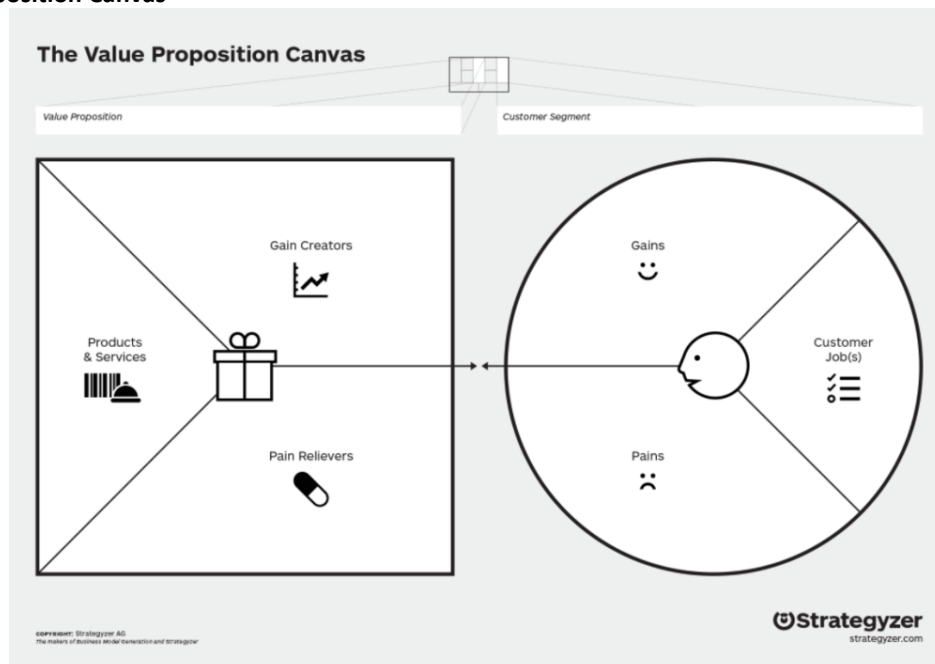 The Value Proposition Canvas
Value Proposition
Customer Segment
Gain Creators
Gains
Products
& Services
Customer
Job(s)
Pain Relievers
Pains
COPYRIGHT: Strategyzer AG
The makers of Business Model Generation and Strategyzer
Strategyzer
strategyzer.com